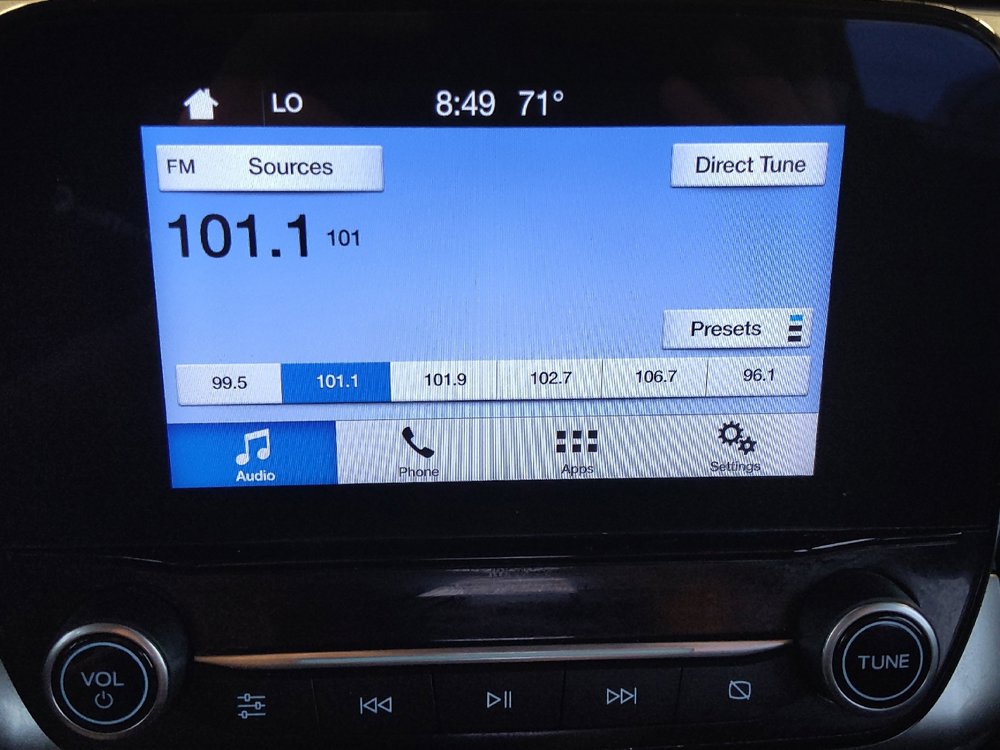 LO 8:49 71°
FM Sources Direct Tune
101.1 101
Presets
99.5 101.1 101.9 102.7 106.7 96.1
Audio Phone Apps Settings
VOL TUNE